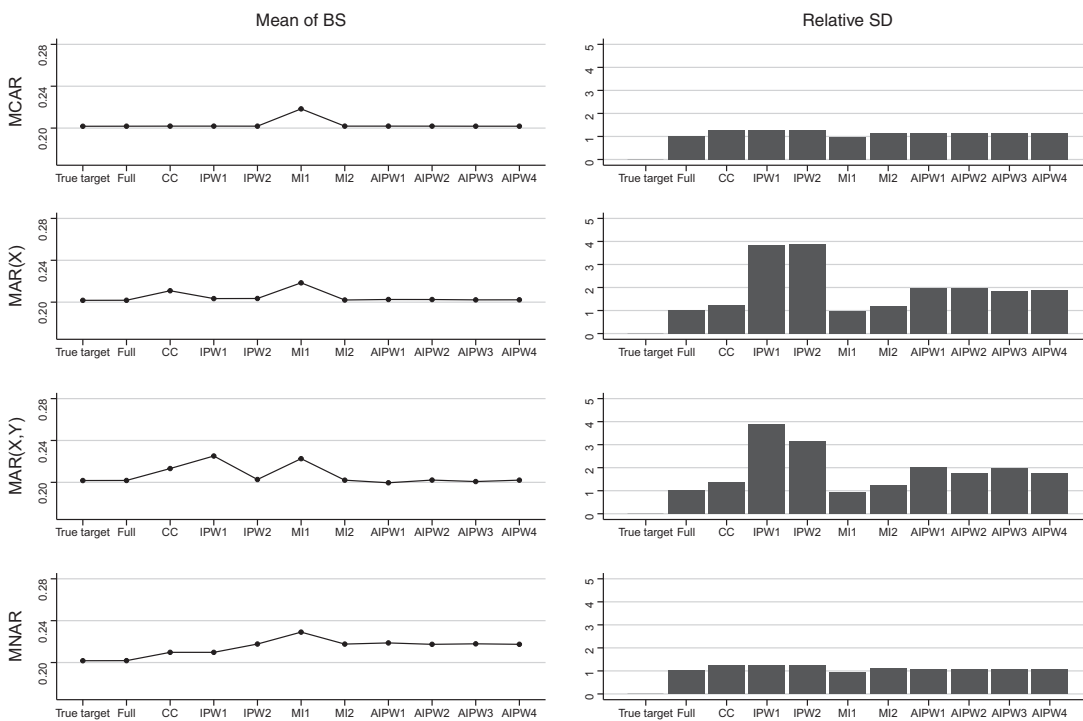 Mean of BS
Relative SD
MCAR
0.20 0.24 0.28
True target Full CC IPW1 IPW2 MI1 MI2 AIPW1 AIPW2 AIPW3 AIPW4
0 1 2 3 4 5
True target Full CC IPW1 IPW2 MI1 MI2 AIPW1 AIPW2 AIPW3 AIPW4
MAR(X)
0.20 0.24 0.28
True target Full CC IPW1 IPW2 MI1 MI2 AIPW1 AIPW2 AIPW3 AIPW4
0 1 2 3 4 5
True target Full CC IPW1 IPW2 MI1 MI2 AIPW1 AIPW2 AIPW3 AIPW4
MAR(X,Y)
0.20 0.24 0.28
True target Full CC IPW1 IPW2 MI1 MI2 AIPW1 AIPW2 AIPW3 AIPW4
0 1 2 3 4 5
True target Full CC IPW1 IPW2 MI1 MI2 AIPW1 AIPW2 AIPW3 AIPW4
MNAR
0.20 0.24 0.28
True target Full CC IPW1 IPW2 MI1 MI2 AIPW1 AIPW2 AIPW3 AIPW4
0 1 2 3 4 5
True target Full CC IPW1 IPW2 MI1 MI2 AIPW1 AIPW2 AIPW3 AIPW4